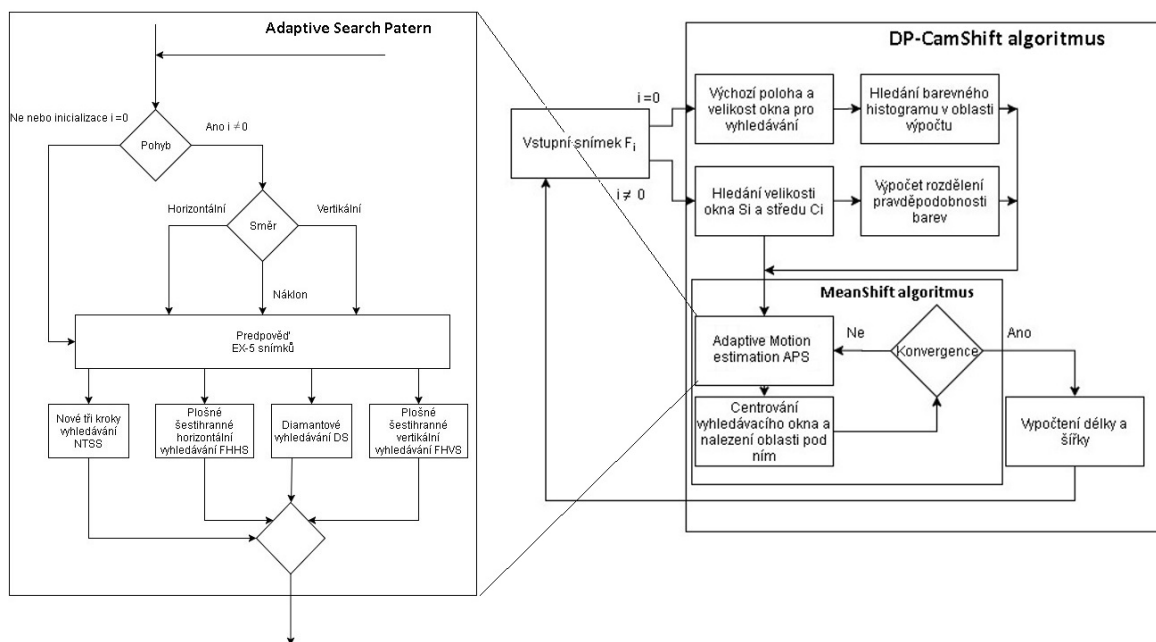 Adaptive Search Patern
Ne nebo inicializace i =0
Ano i ≠ 0
Pohyb
Horizontální
Vertikální
Směr
Náklon
Predpověď
EX-5 snímků
Nové tři kroky
vyhledávání
NTSS
Plošné
šestihranné
horizontální
vyhledávání FHHS
Diamantové
vyhledávání DS
Plošné
šestihranné
vertikální
vyhledávání FHVS
DP-CamShift algoritmus
Vstupní snímek Fi
i =0
i ≠ 0
Výchozí poloha a
velikost okna pro
vyhledávání
Hledání barevného
histogramu v oblasti
výpočtu
Hledání velikosti
okna Si a středu Ci
Výpočet rozdělení
pravděpodobnosti
barev
MeanShift algoritmus
Adaptive Motion
estimation APS
Ne
Konvergence
Ano
Centrování
vyhledávacího okna a
nalezení oblasti pod
ním
Vypočtení délky a
šířky